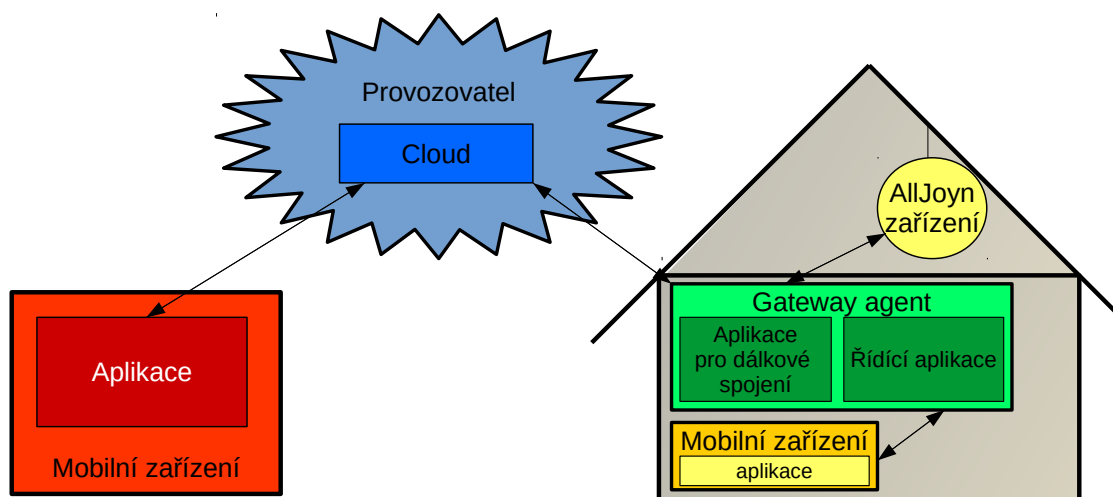 Provozovatel
Cloud
AllJoyn
zařízení
Gateway agent
Aplikace
pro dálkové
spojení
Řídící aplikace
Aplikace
Mobilní zařízení
Mobilní zařízení
aplikace